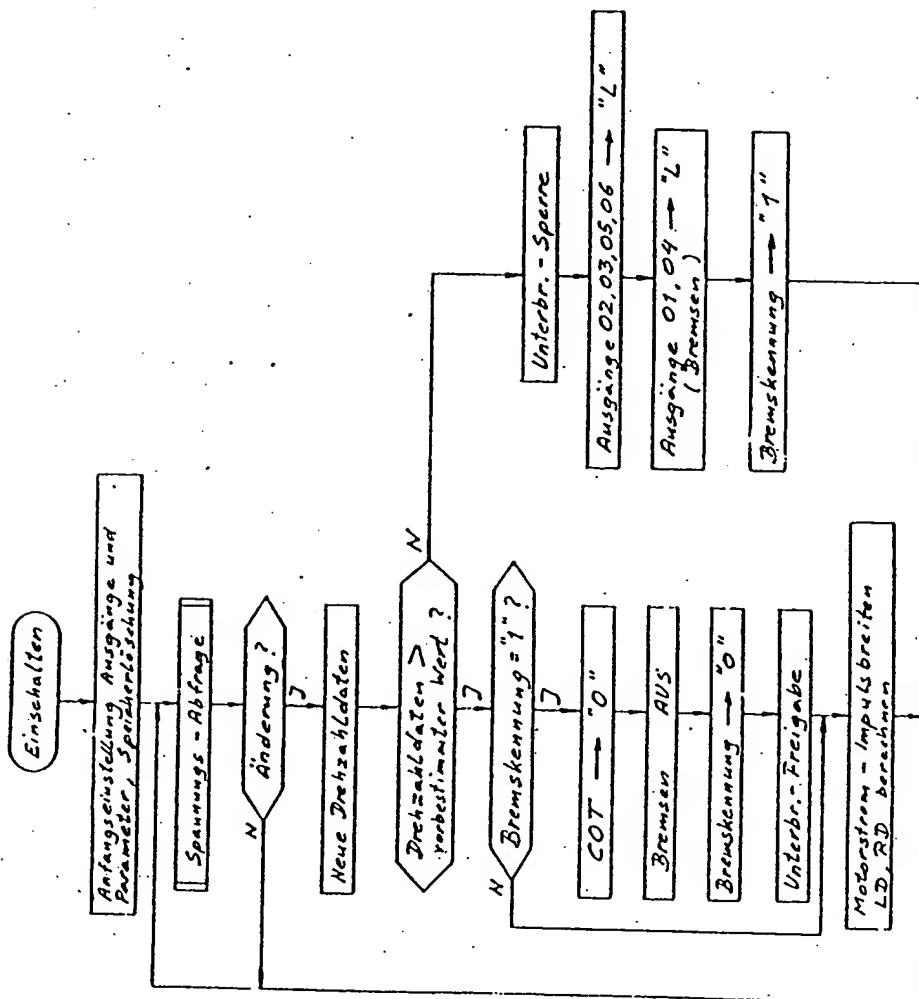 Einschalten
Anfangseinstellung Ausgänge und
Parameter, Speicherlöschung
Spannungs-Abfrage
Änderung?
N
J
Neue Drehzahldaten
Drehzahldaten >
vorbestimmter Wert?
N
J
Bremskennung="1"?
N
J
COT → "0"
Bremsen AUS
Bremskennung → "0"
Unterbr.-Freigabe
Motorstrom-Impulsbreiten
LD, RD berechnen
Unterbr.-Sperre
Ausgänge 02,03,05,06 → "L"
Ausgänge 01,04 → "L"
(Bremsen)
Bremskennung → "1"